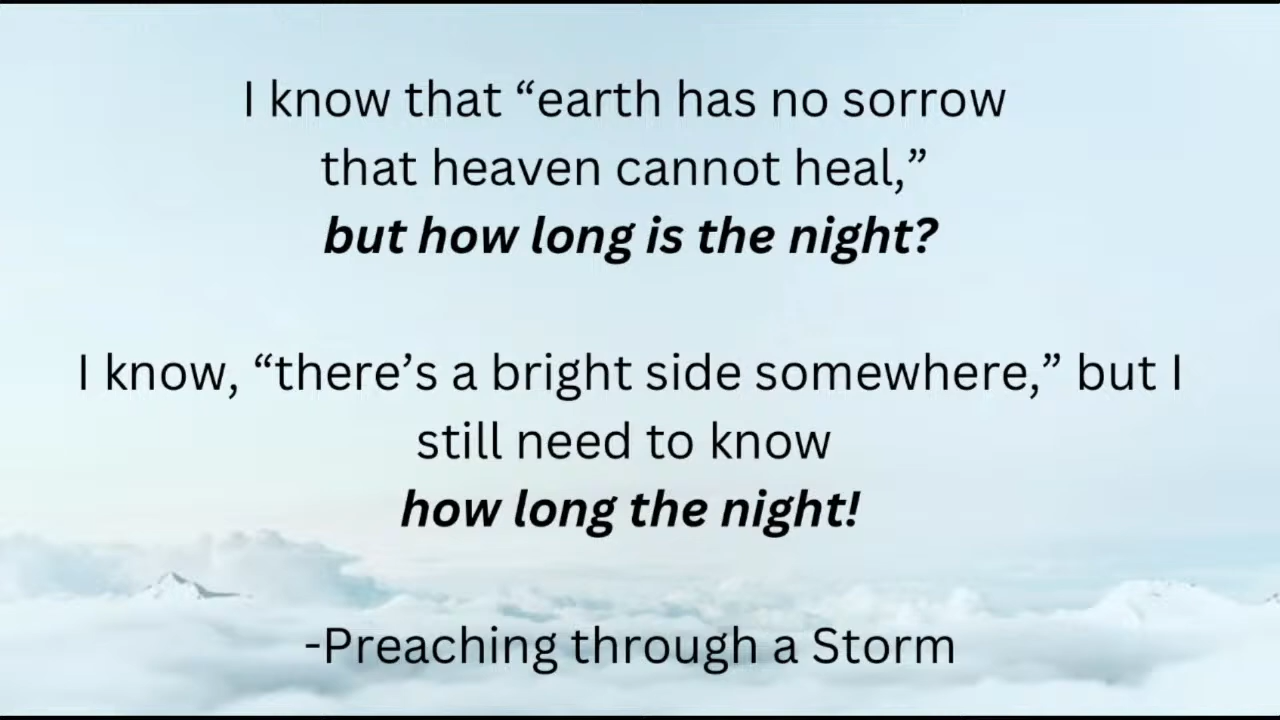 I know that “earth has no sorrow
that heaven cannot heal,”
but how long is the night?
I know, “there’s a bright side somewhere,” but I
still need to know
how long the night!
-Preaching through a Storm